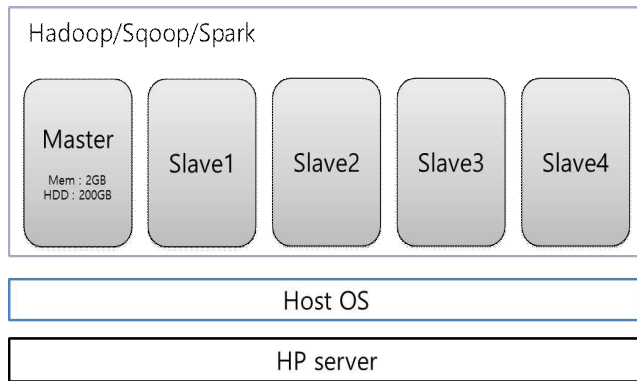 Hadoop/Sqoop/Spark
Master
Mem : 2GB
HDD : 200GB
Slave1
Slave2
Slave3
Slave4
Host OS
HP server